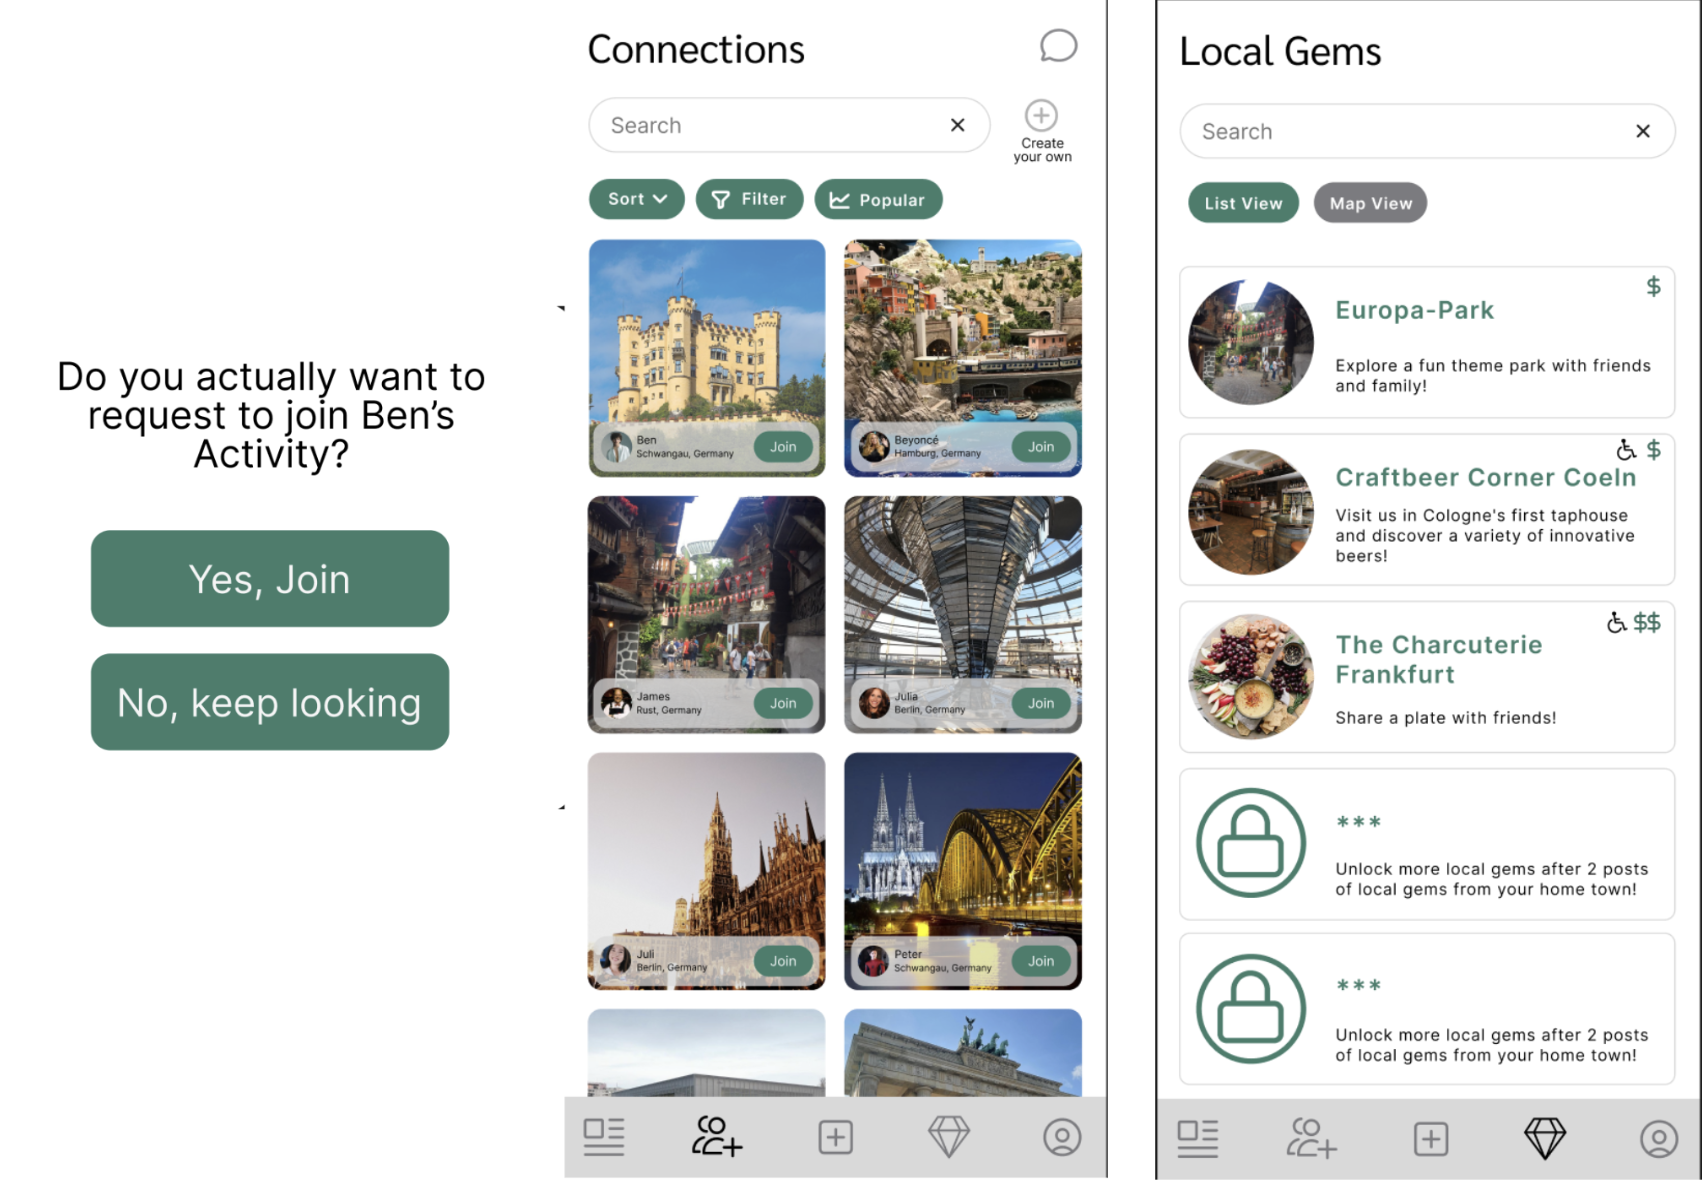 Do you actually want to
request to join Ben's
Activity?
Yes, Join
No, keep looking
Connections
Search
Create
your own
Sort
Filter
Popular
Ben
Schwangau, Germany
Join
Beyoncé
Hamburg, Germany
Join
James
Rust, Germany
Join
Julia
Berlin, Germany
Join
Juli
Berlin, Germany
Join
Peter
Schwangau, Germany
Join
Local Gems
Search
List View
Map View
$
Europa-Park
Explore a fun theme park with friends
and family!
$
Craftbeer Corner Coeln
Visit us in Cologne's first taphouse
and discover a variety of innovative
beers!
$$
The Charcuterie
Frankfurt
Share a plate with friends!
***
Unlock more local gems after 2 posts
of local gems from your home town!
***
Unlock more local gems after 2 posts
of local gems from your home town!